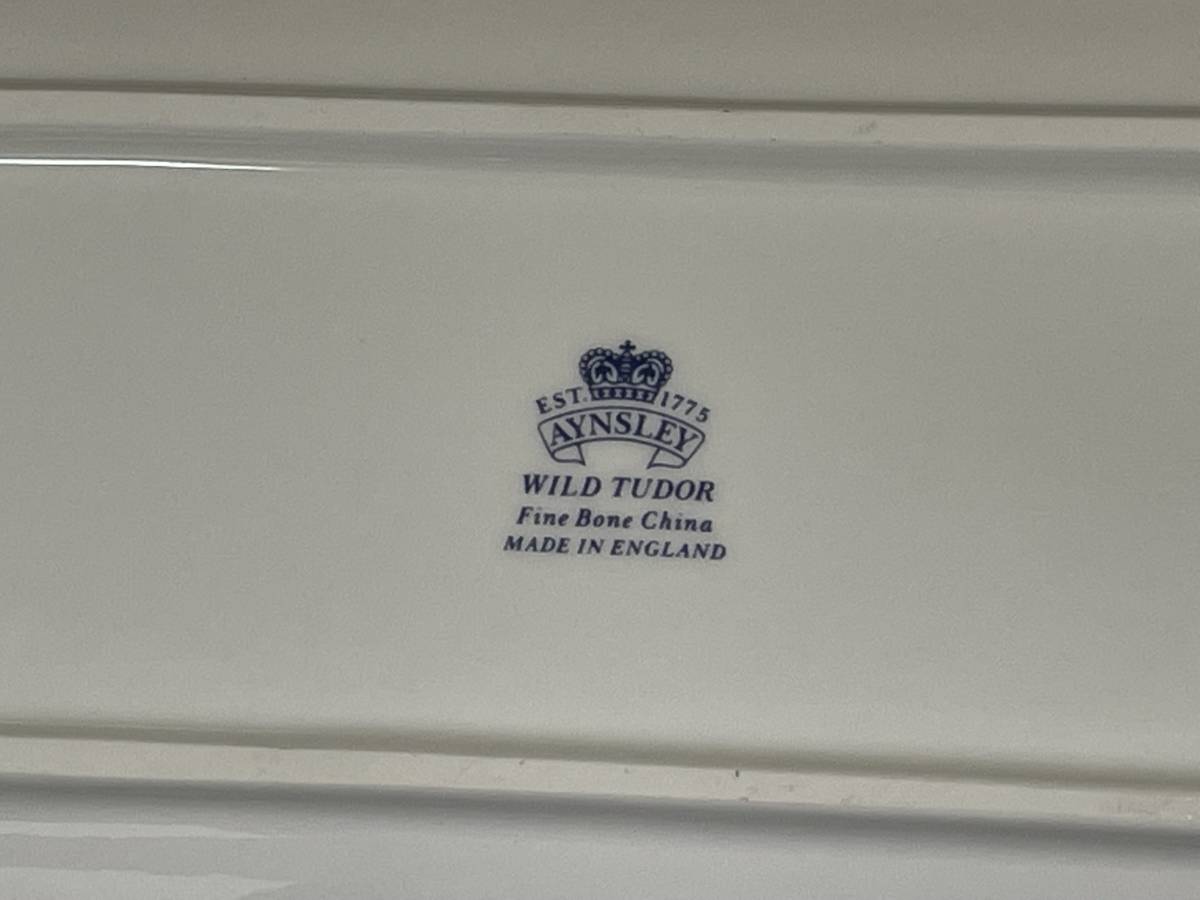 EST. 1775
AYNSLEY
WILD TUDOR
Fine Bone China
MADE IN ENGLAND